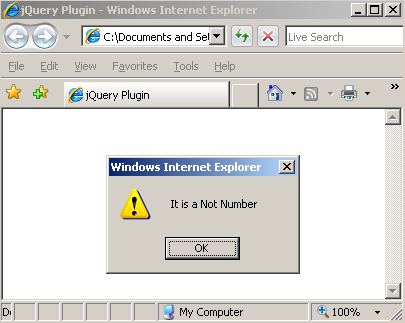 jQuery Plugin - Windows Internet Explorer
C:\Documents and Set
Live Search
File Edit View Favorites Tools Help
jQuery Plugin
Windows Internet Explorer
It is a Not Number
OK
My Computer
100%